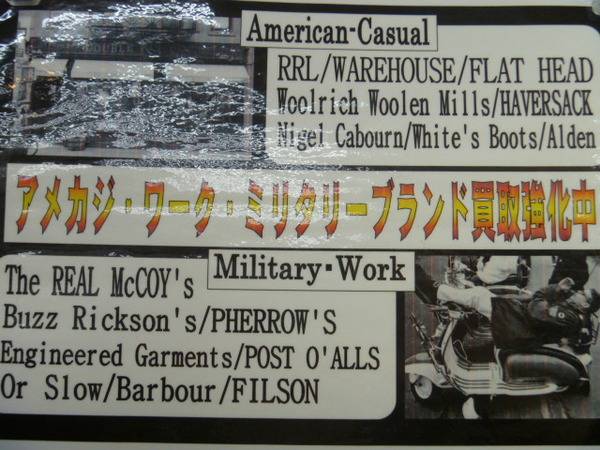 DOUBLE
American·Casual
RRL/WAREHOUSE/FLAT HEAD
Woolrich Woolen Mills/HAVERSACK
Nigel Cabourn/White's Boots/Alden
アメカジ・ワーク・ミリタリーブランド買取強化中
Military·Work
The REAL McCOY's
Buzz Rickson's/PHERROW'S
Engineered Garments/POST O'ALLS
Or Slow/Barbour/FILSON